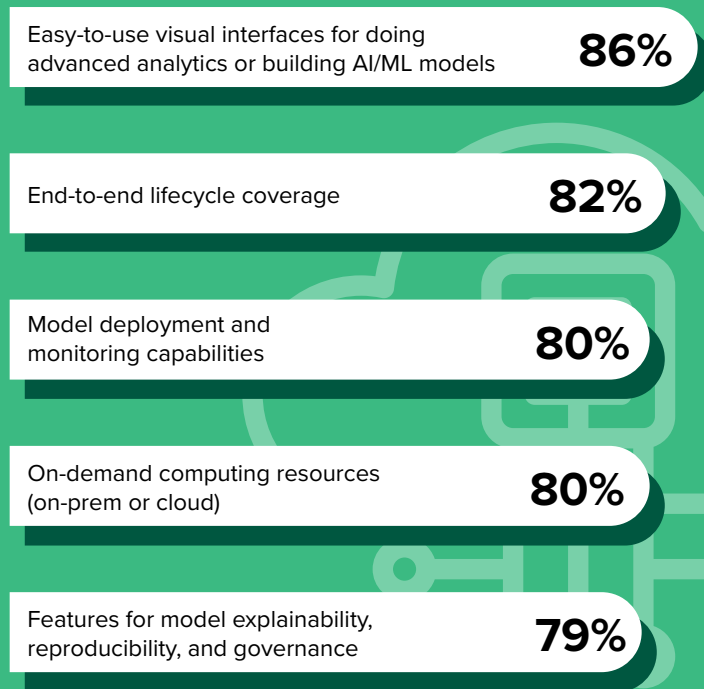 Easy-to-use visual interfaces for doing
advanced analytics or building AI/ML models
86%
End-to-end lifecycle coverage
82%
Model deployment and
monitoring capabilities
80%
On-demand computing resources
(on-prem or cloud)
80%
Features for model explainability,
reproducibility, and governance
79%